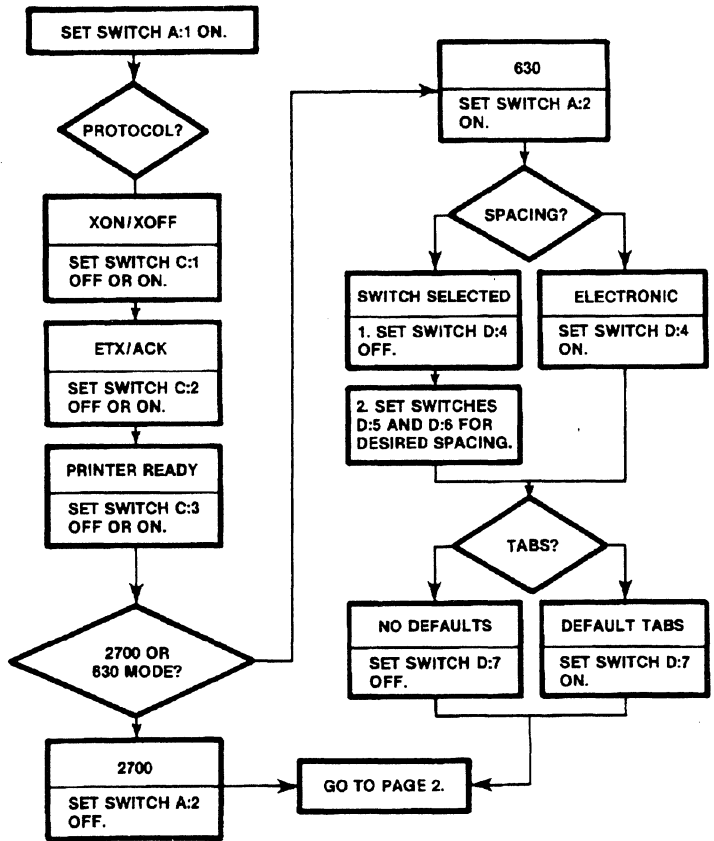 SET SWITCH A:1 ON.
PROTOCOL?
XON/XOFF
SET SWITCH C:1
OFF OR ON.
ETX/ACK
SET SWITCH C:2
OFF OR ON.
PRINTER READY
SET SWITCH C:3
OFF OR ON.
2700 OR
630 MODE?
2700
SET SWITCH A:2
OFF.
630
SET SWITCH A:2
ON.
SPACING?
SWITCH SELECTED
1. SET SWITCH D:4
OFF.
2. SET SWITCHES
D:5 AND D:6 FOR
DESIRED SPACING.
ELECTRONIC
SET SWITCH D:4
ON.
TABS?
NO DEFAULTS
SET SWITCH D:7
OFF.
DEFAULT TABS
SET SWITCH D:7
ON.
GO TO PAGE 2.